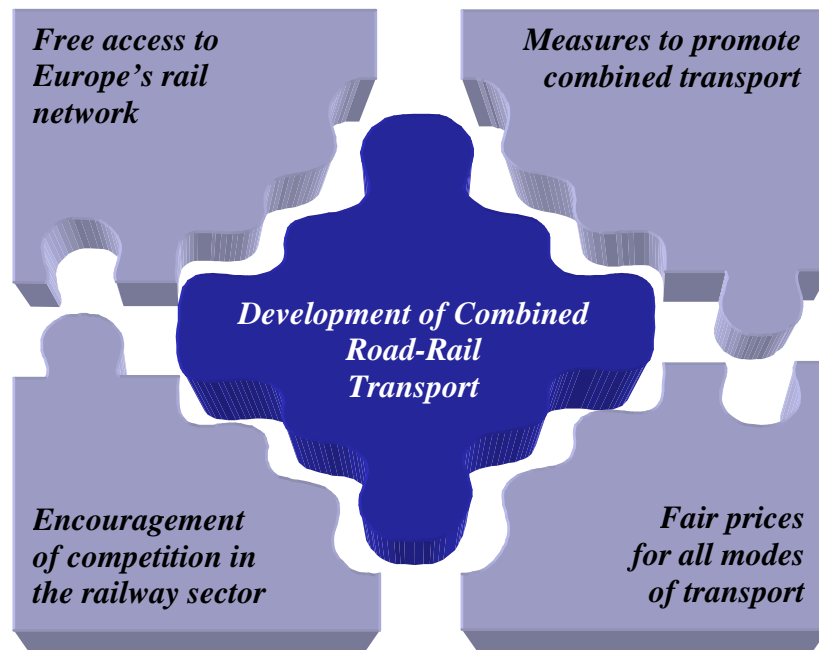 Free access to
Europe's rail
network
Measures to promote
combined transport
Development of Combined
Road-Rail
Transport
Encouragement
of competition in
the railway sector
Fair prices
for all modes
of transport